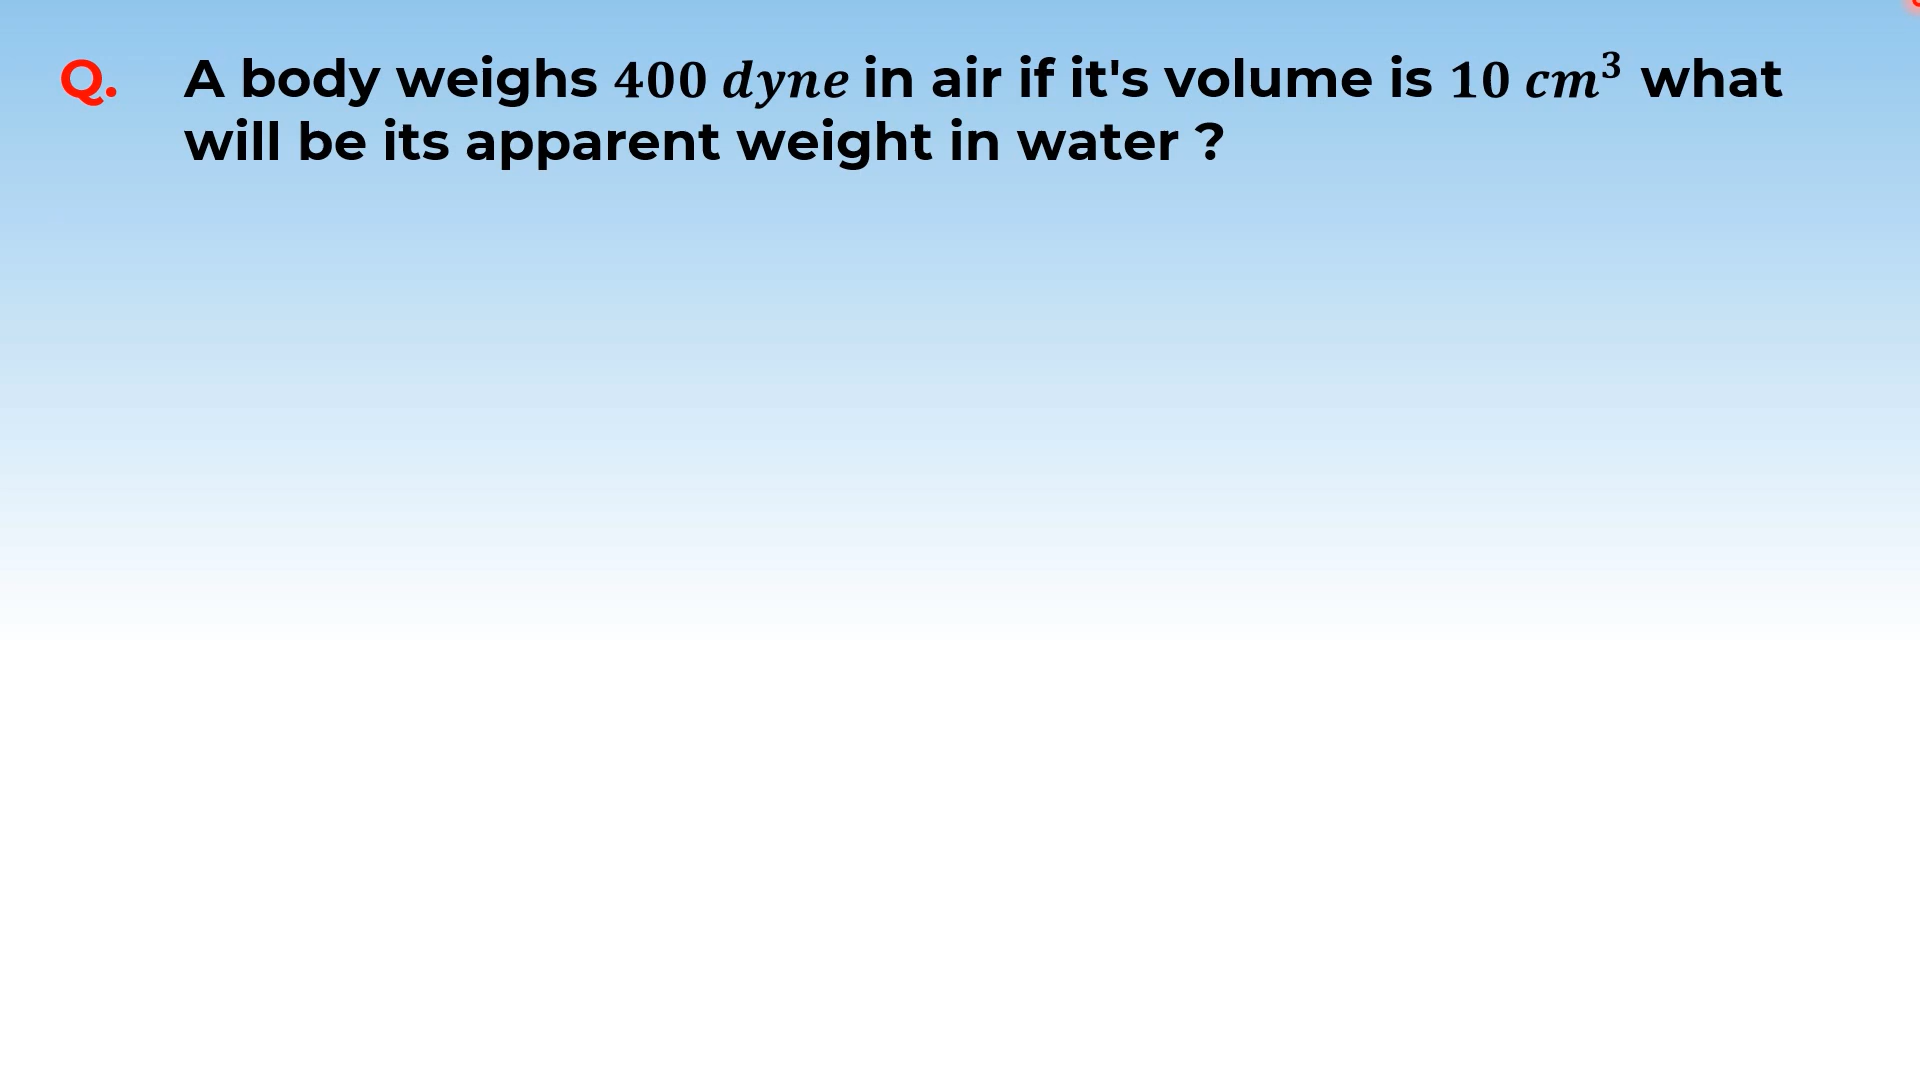 Q. A body weighs 400 dyne in air if it's volume is 10 cm³ what
will be its apparent weight in water ?